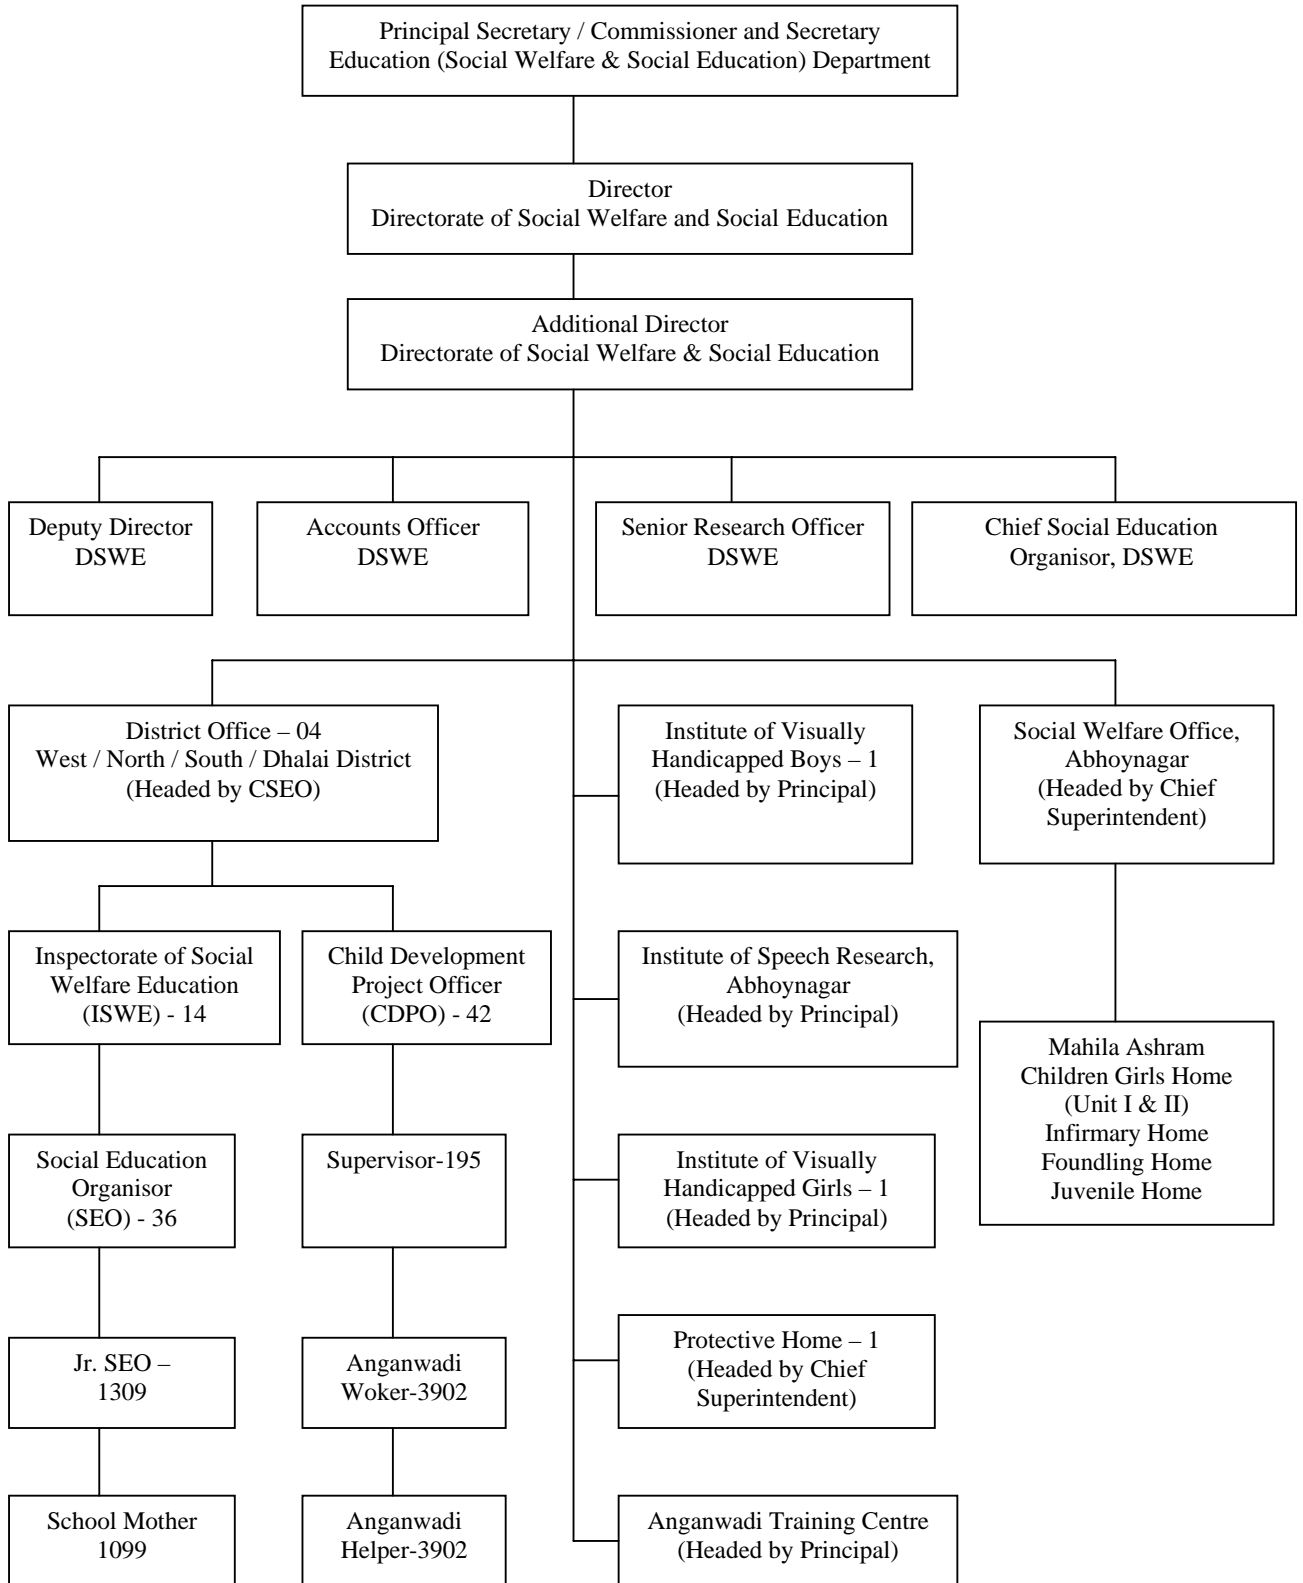 Principal Secretary / Commissioner and Secretary
Education (Social Welfare & Social Education) Department
Director
Directorate of Social Welfare and Social Education
Additional Director
Directorate of Social Welfare & Social Education
Deputy Director
DSWE
Accounts Officer
DSWE
Senior Research Officer
DSWE
Chief Social Education
Organisor, DSWE
District Office – 04
West / North / South / Dhalai District
(Headed by CSEO)
Institute of Visually
Handicapped Boys – 1
(Headed by Principal)
Social Welfare Office,
Abhoynagar
(Headed by Chief
Superintendent)
Inspectorate of Social
Welfare Education
(ISWE) - 14
Child Development
Project Officer
(CDPO) - 42
Institute of Speech Research,
Abhoynagar
(Headed by Principal)
Mahila Ashram
Children Girls Home
(Unit I & II)
Infirmary Home
Foundling Home
Juvenile Home
Social Education
Organisor
(SEO) - 36
Supervisor-195
Institute of Visually
Handicapped Girls – 1
(Headed by Principal)
Jr. SEO –
1309
Anganwadi
Woker-3902
Protective Home – 1
(Headed by Chief
Superintendent)
School Mother
1099
Anganwadi
Helper-3902
Anganwadi Training Centre
(Headed by Principal)